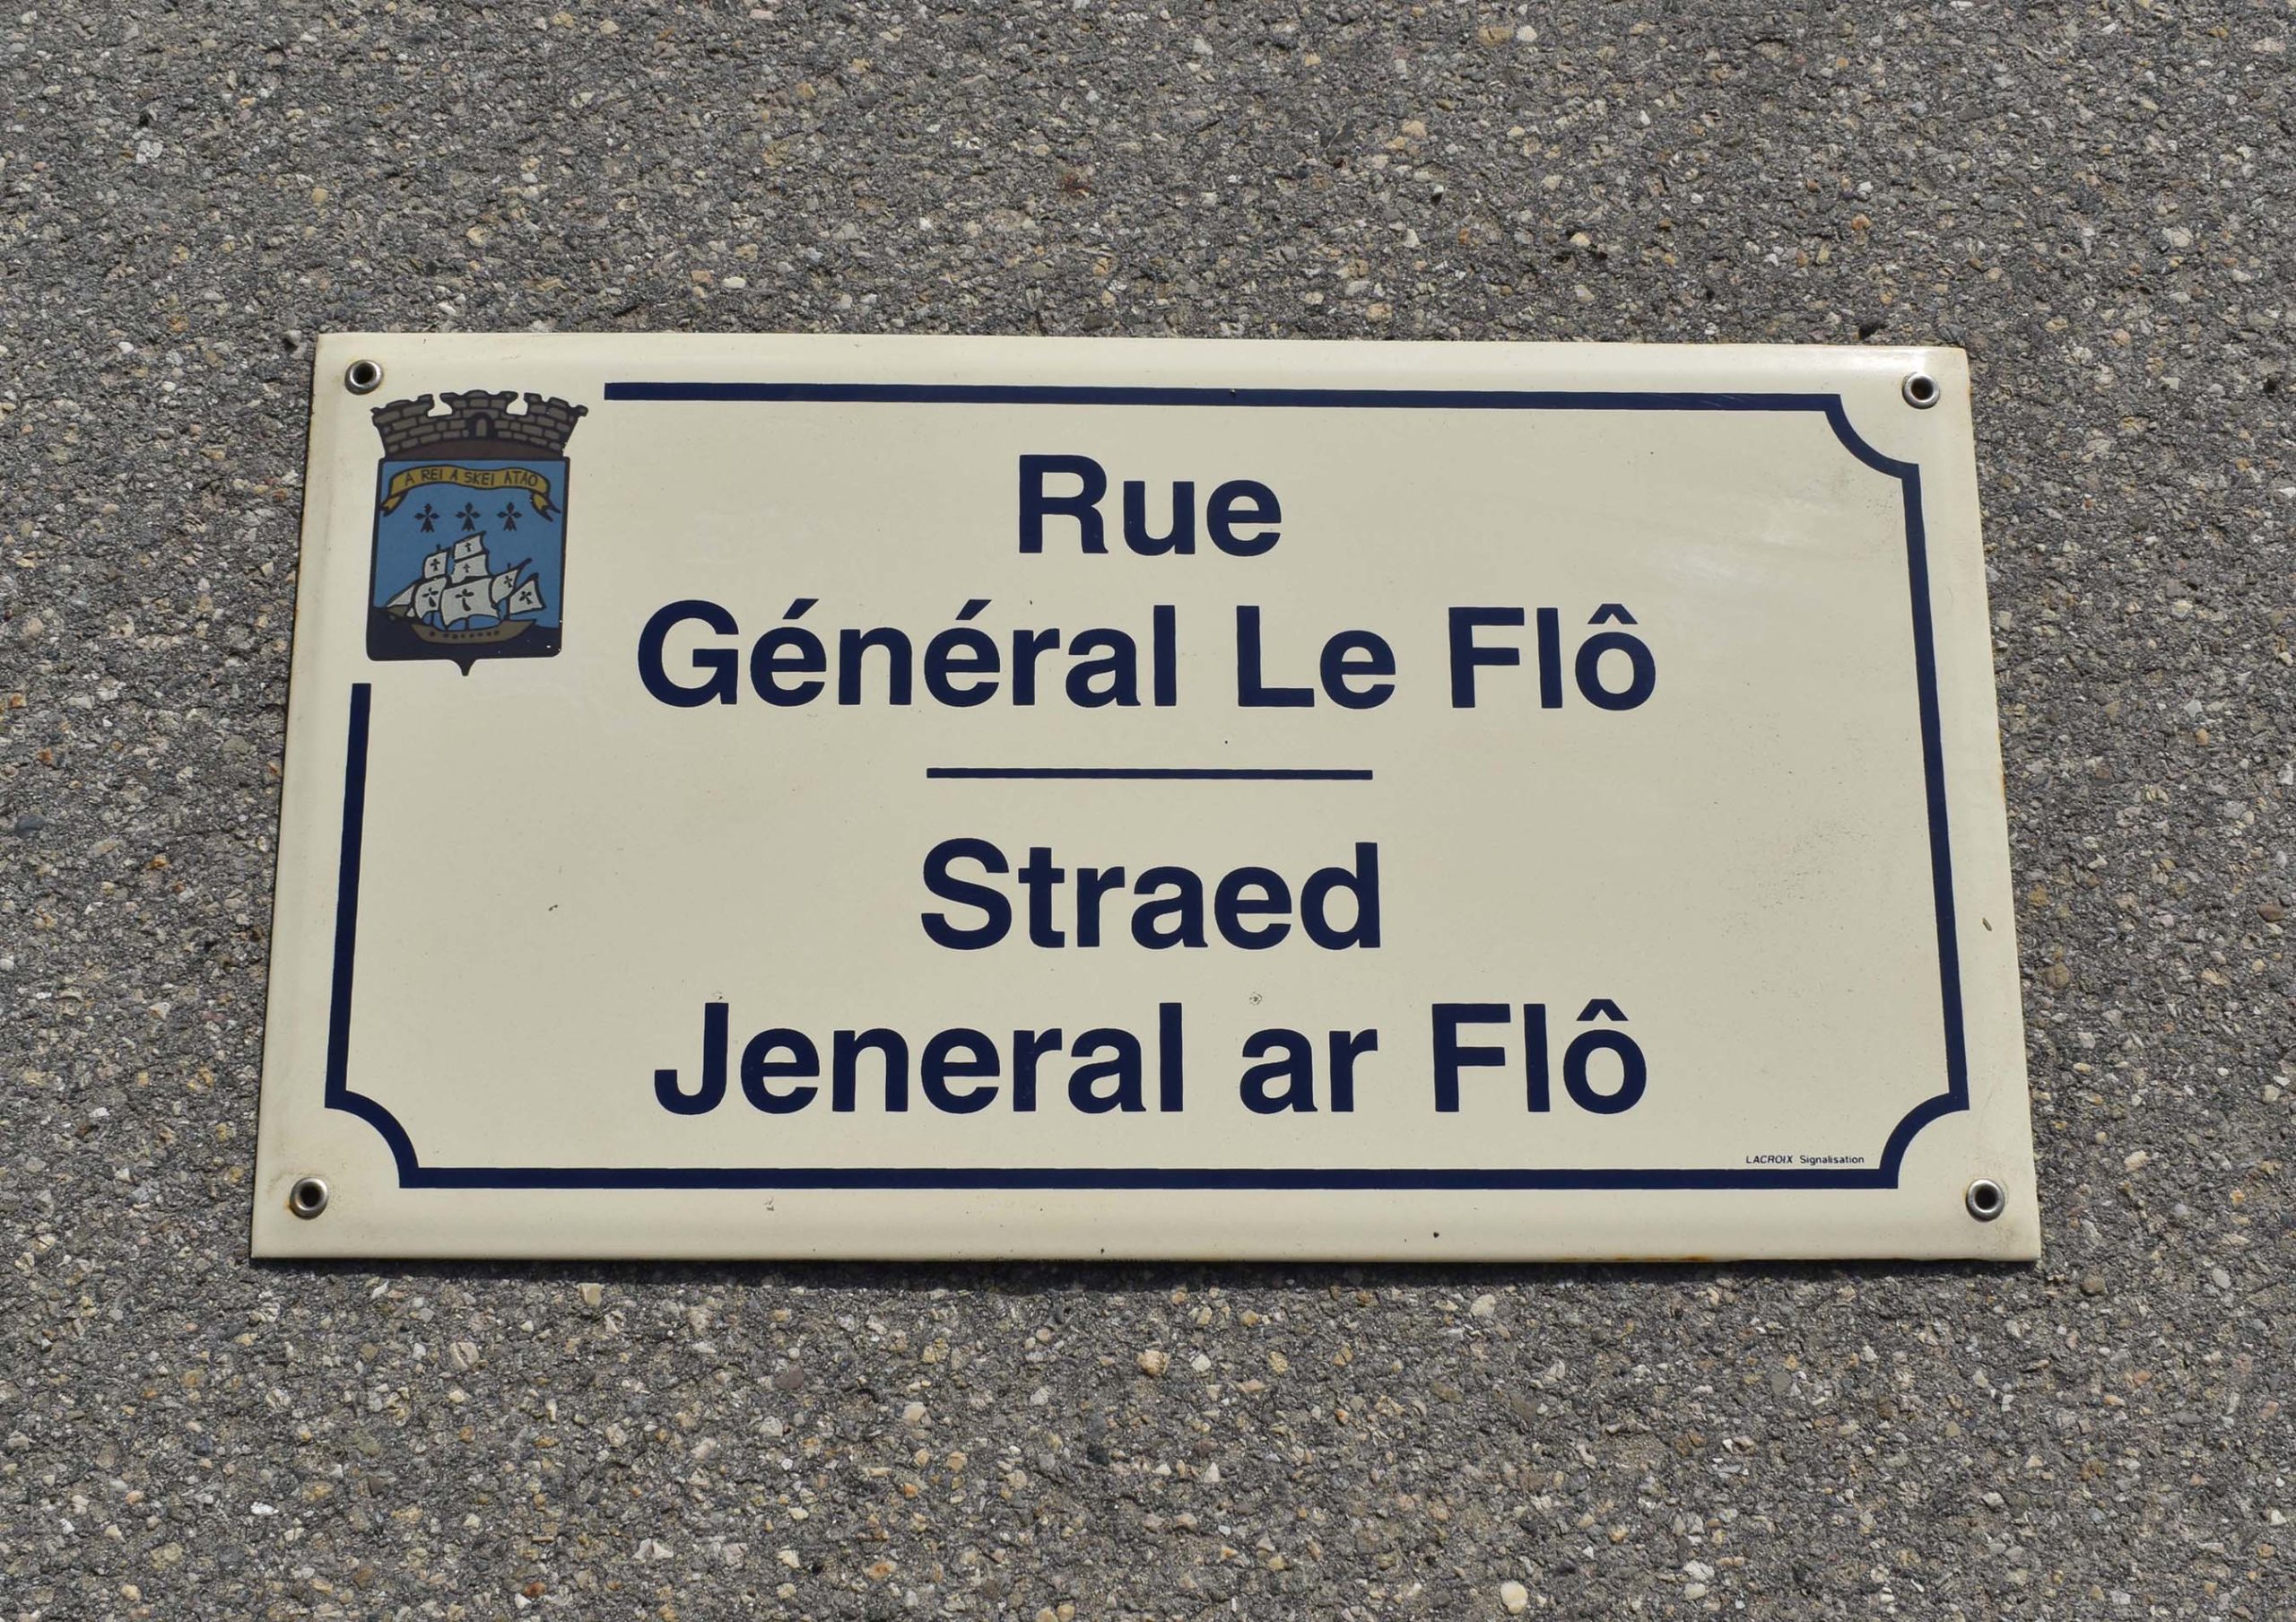 A REI A SKEI ATAO
Rue
Général Le Flô
Straed
Jeneral ar Flô
LACROIX Signalisation